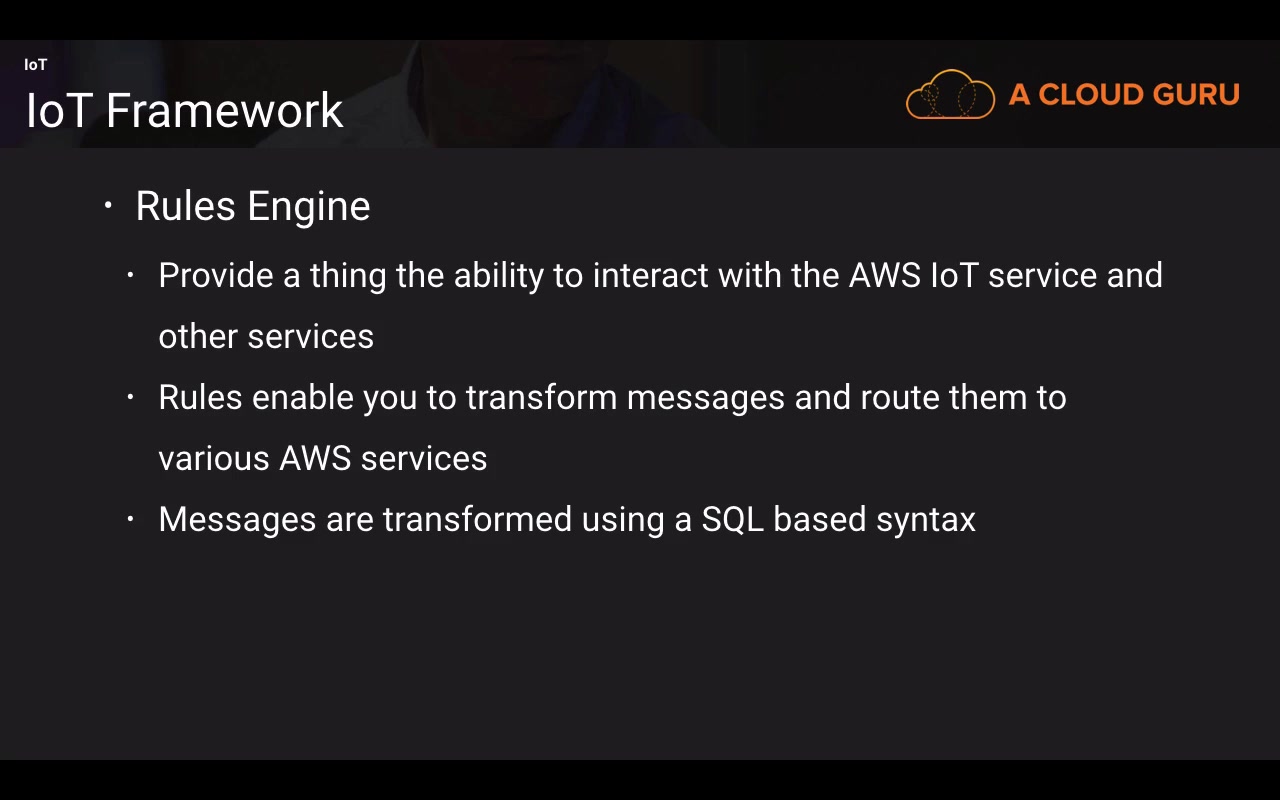 IoT
IoT Framework
A CLOUD GURU
• Rules Engine
• Provide a thing the ability to interact with the AWS IoT service and
other services
• Rules enable you to transform messages and route them to
various AWS services
• Messages are transformed using a SQL based syntax